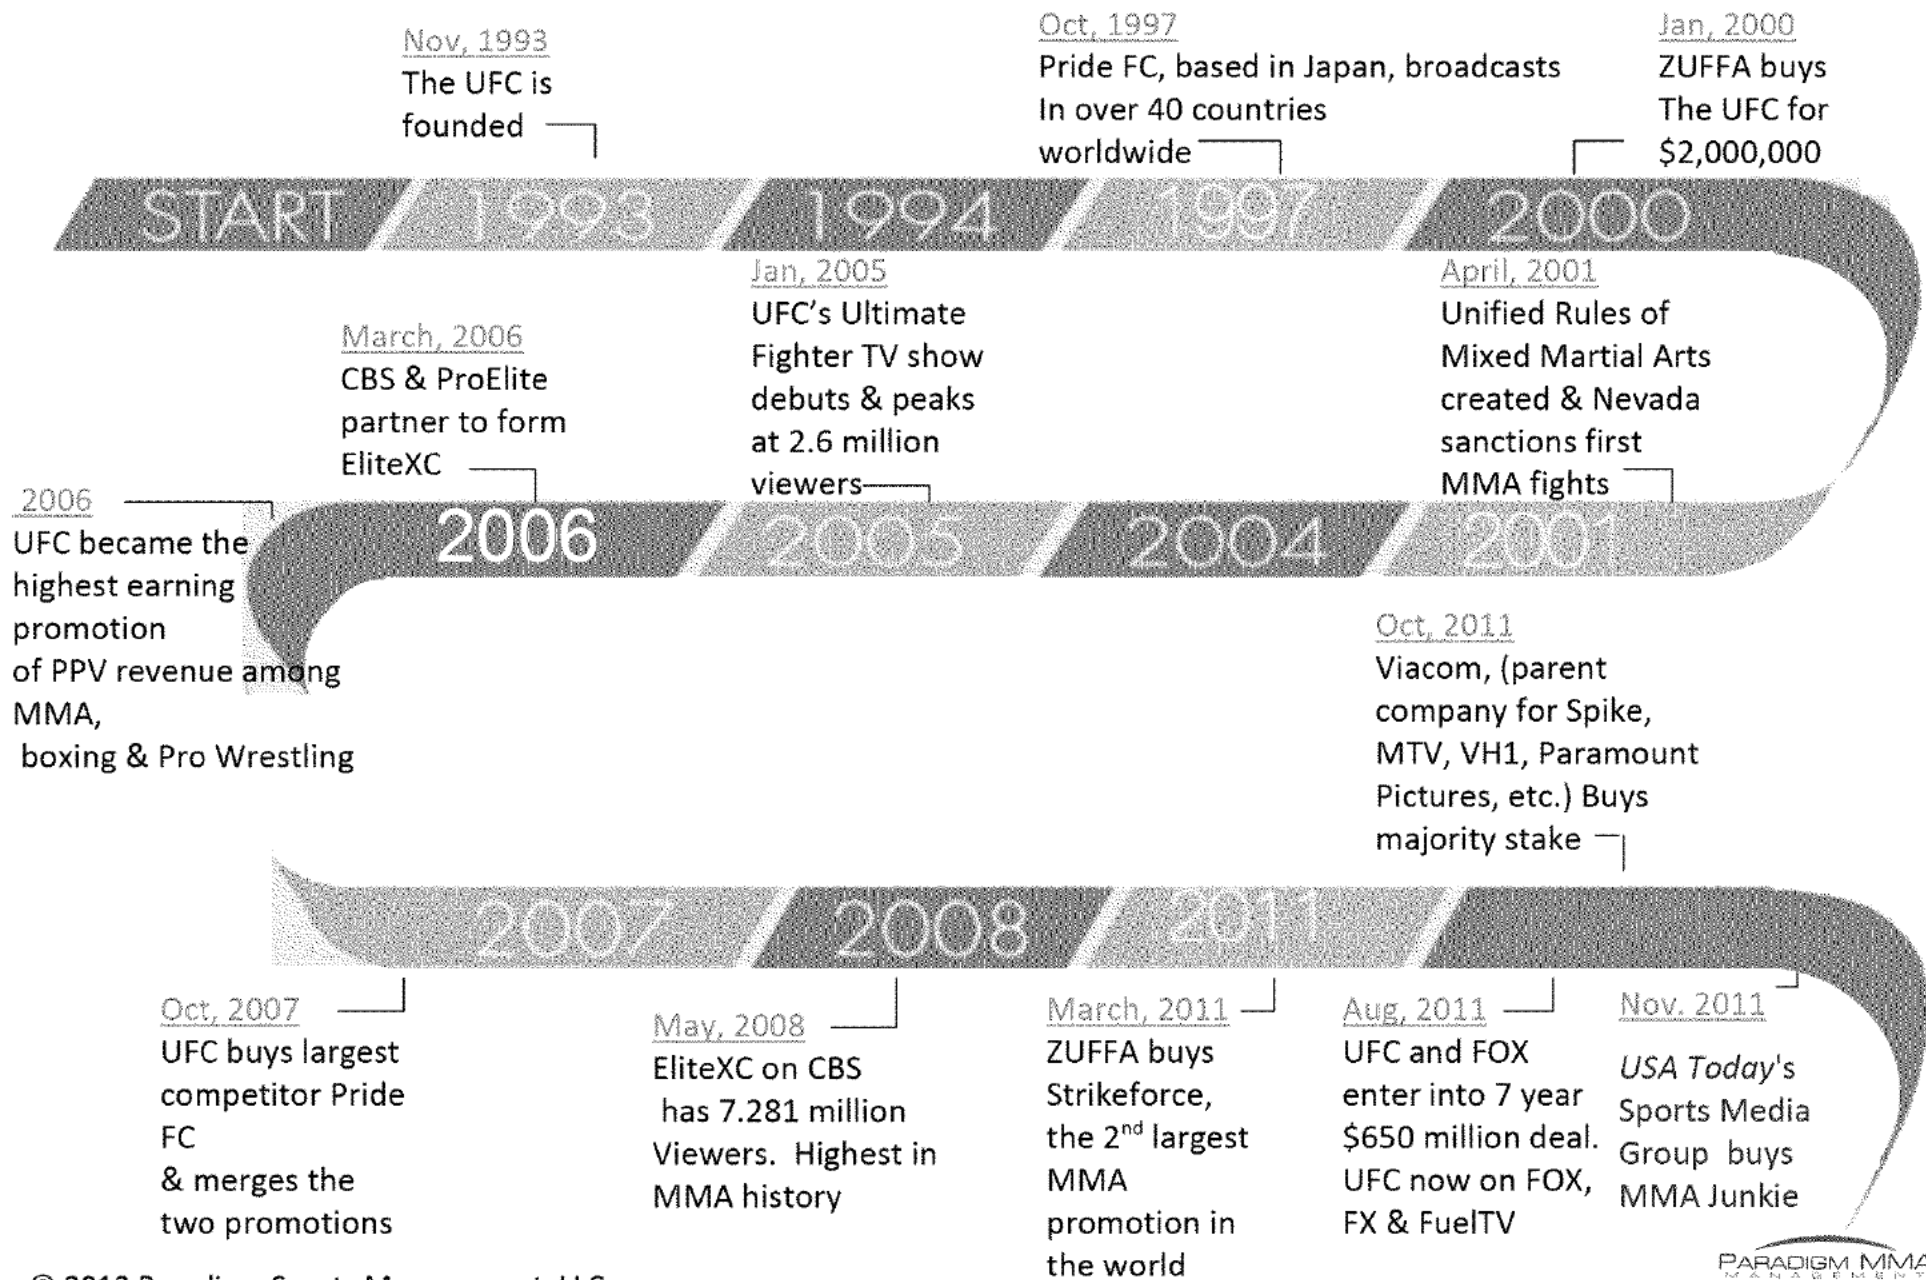 Nov, 1993
The UFC is
founded
Oct, 1997
Pride FC, based in Japan, broadcasts
In over 40 countries
worldwide
Jan, 2000
ZUFFA buys
The UFC for
$2,000,000
START 1993 1994 1997 2000
April, 2001
Unified Rules of
Mixed Martial Arts
created & Nevada
sanctions first
MMA fights
Jan, 2005
UFC's Ultimate
Fighter TV show
debuts & peaks
at 2.6 million
viewers
March, 2006
CBS & ProElite
partner to form
EliteXC
2006 2005 2004 2001
2006
UFC became the
highest earning
promotion
of PPV revenue among
MMA,
boxing & Pro Wrestling
Oct, 2011
Viacom, (parent
company for Spike,
MTV, VH1, Paramount
Pictures, etc.) Buys
majority stake
2007 2008 2011
Oct, 2007
UFC buys largest
competitor Pride
FC
& merges the
two promotions
May, 2008
EliteXC on CBS
has 7.281 million
Viewers. Highest in
MMA history
March, 2011
ZUFFA buys
Strikeforce,
the 2nd largest
MMA
promotion in
the world
Aug, 2011
UFC and FOX
enter into 7 year
$650 million deal.
UFC now on FOX,
FX & FuelTV
Nov. 2011
USA Today's
Sports Media
Group buys
MMA Junkie
PARADIGM MMA
MANAGEMENT